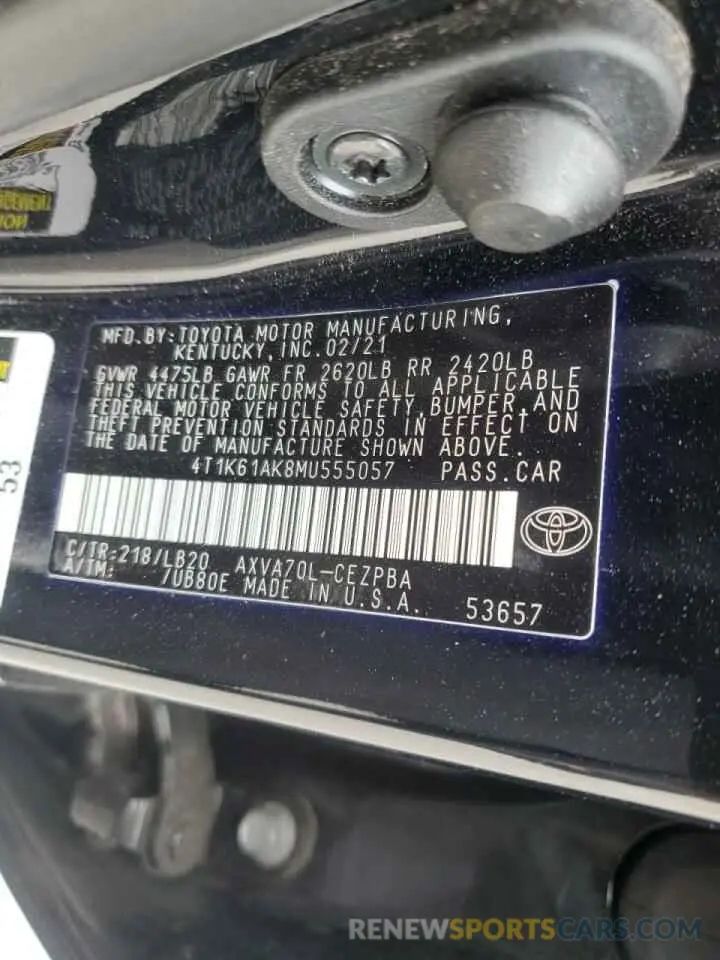 MFD.BY:TOYOTA MOTOR MANUFACTURING,
KENTUCKY,INC.02/21
GVWR 4475LB GAWR FR 2620LB RR 2420LB
THIS VEHICLE CONFORMS TO ALL APPLICABLE
FEDERAL MOTOR VEHICLE SAFETY,BUMPER,AND
THEFT PREVENTION STANDARDS IN EFFECT ON
THE DATE OF MANUFACTURE SHOWN ABOVE.
4T1K61AK8MU555057 PASS.CAR
C/TR:218/LB20 AXVA70L-CEZPBA
A/TM: /UB80E MADE IN U.S.A. 53657
53
RENEWSPORTSCARS.COM